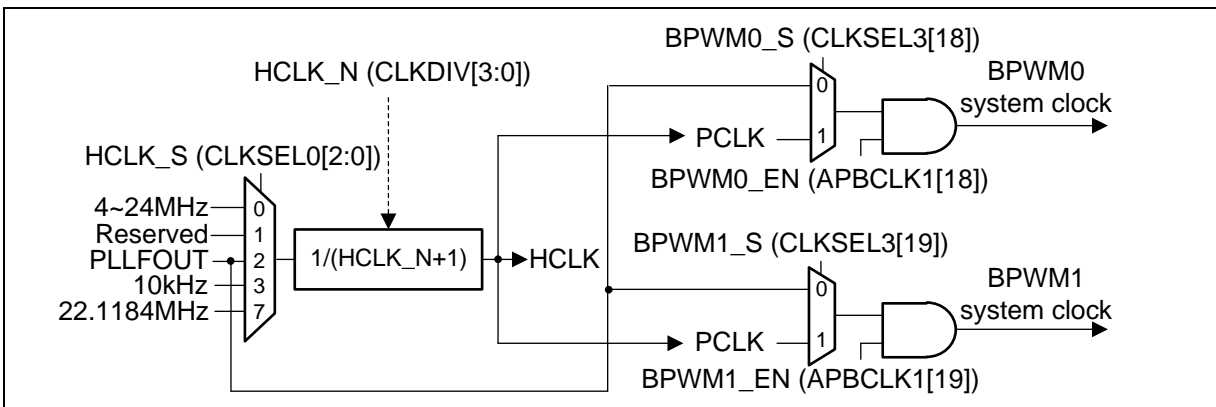 BPWM0_S (CLKSEL3[18])
HCLK_N (CLKDIV[3:0])
BPWM0
system clock
0
1
PCLK
HCLK_S (CLKSEL0[2:0])
BPWM0_EN (APBCLK1[18])
4~24MHz
0
Reserved
1
PLLFOUT
2
10kHz
3
22.1184MHz
7
1/(HCLK_N+1)
HCLK
BPWM1_S (CLKSEL3[19])
BPWM1
system clock
0
1
PCLK
BPWM1_EN (APBCLK1[19])